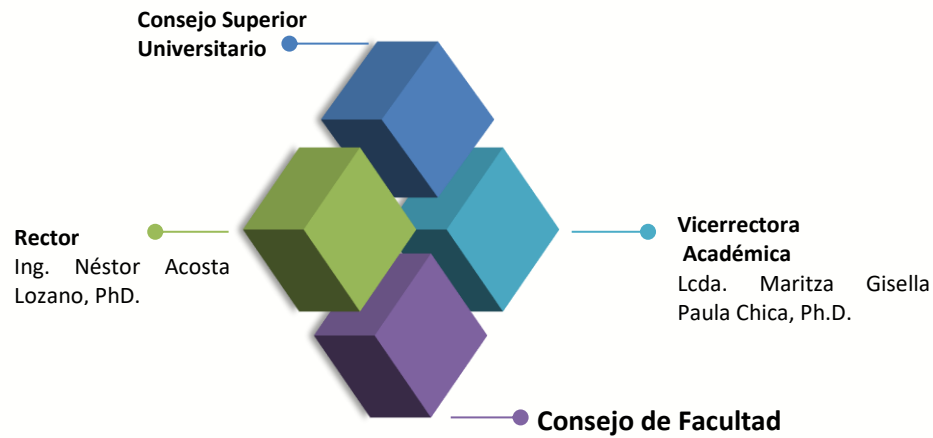 Consejo Superior
Universitario
Rector
Ing. Néstor Acosta
Lozano, PhD.
Vicerrectora
Académica
Lcda. Maritza Gisella
Paula Chica, Ph.D.
Consejo de Facultad